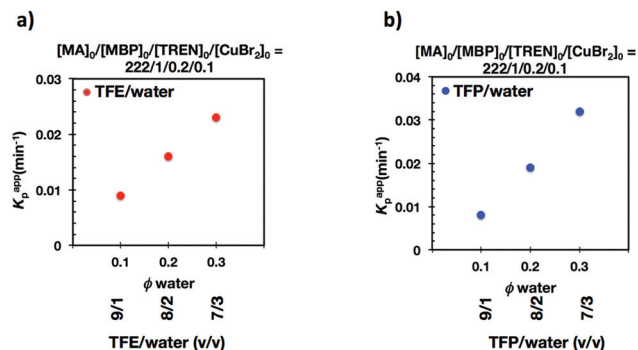 a)
[MA]₀/[MBP]₀/[TREN]₀/[CuBr₂]₀ =
222/1/0.2/0.1
0.03
TFE/water
0.02
0.01
0
Kₚᵃᵖᵖ(min⁻¹)
0.1 0.2 0.3
ϕ water
9/1 8/2 7/3
TFE/water (v/v)
b)
[MA]₀/[MBP]₀/[TREN]₀/[CuBr₂]₀ =
222/1/0.2/0.1
0.04
TFP/water
0.03
0.02
0.01
0
Kₚᵃᵖᵖ(min⁻¹)
0.1 0.2 0.3
ϕ water
9/1 8/2 7/3
TFP/water (v/v)